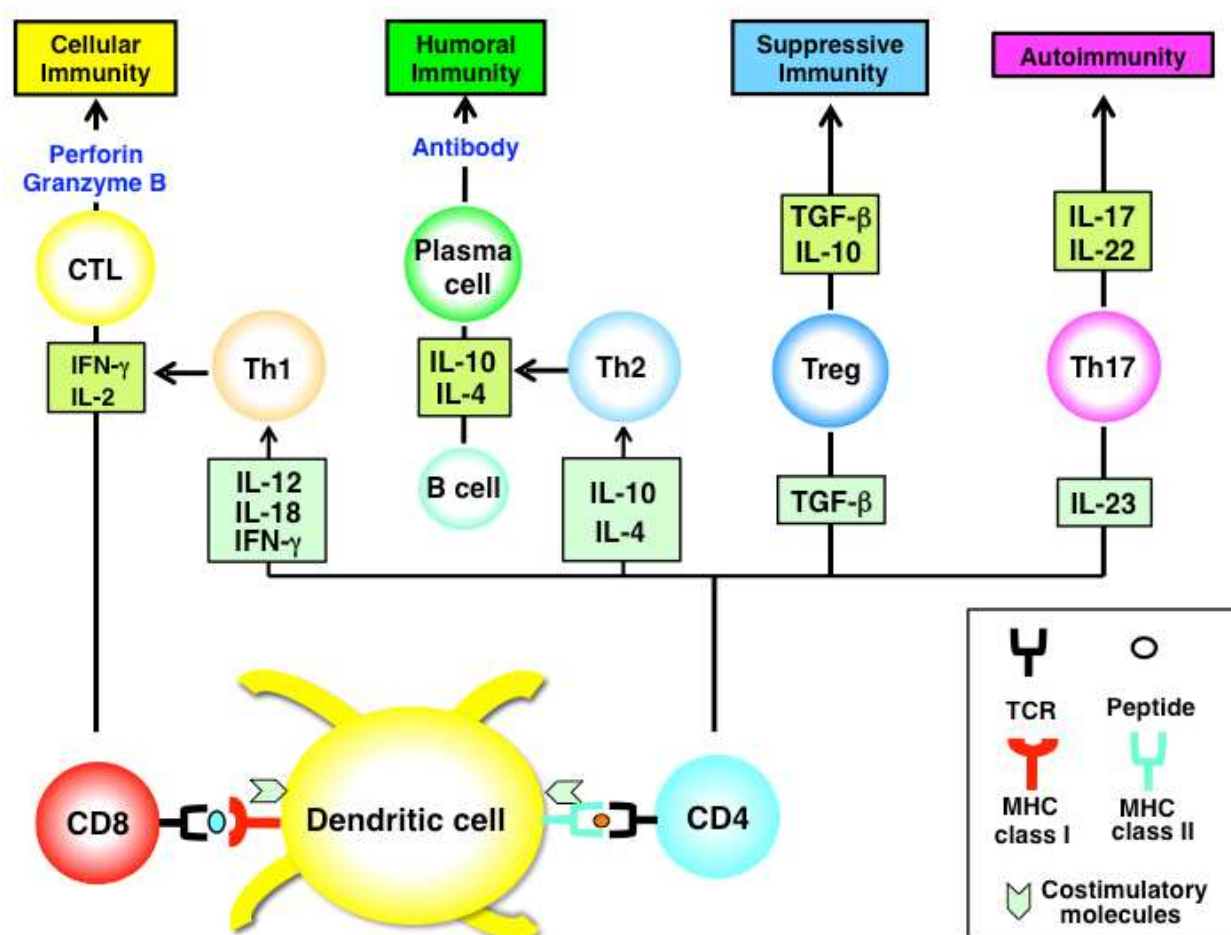 Cellular
Immunity
Humoral
Immunity
Suppressive
Immunity
Autoimmunity
Perforin
Granzyme B
Antibody
TGF-β
IL-10
IL-17
IL-22
CTL
Plasma
cell
IFN-γ
IL-2
Th1
IL-10
IL-4
Th2
Treg
Th17
IL-12
IL-18
IFN-γ
B cell
IL-10
IL-4
TGF-β
IL-23
CD8
Dendritic cell
CD4
TCR
Peptide
MHC
class I
MHC
class II
Costimulatory
molecules